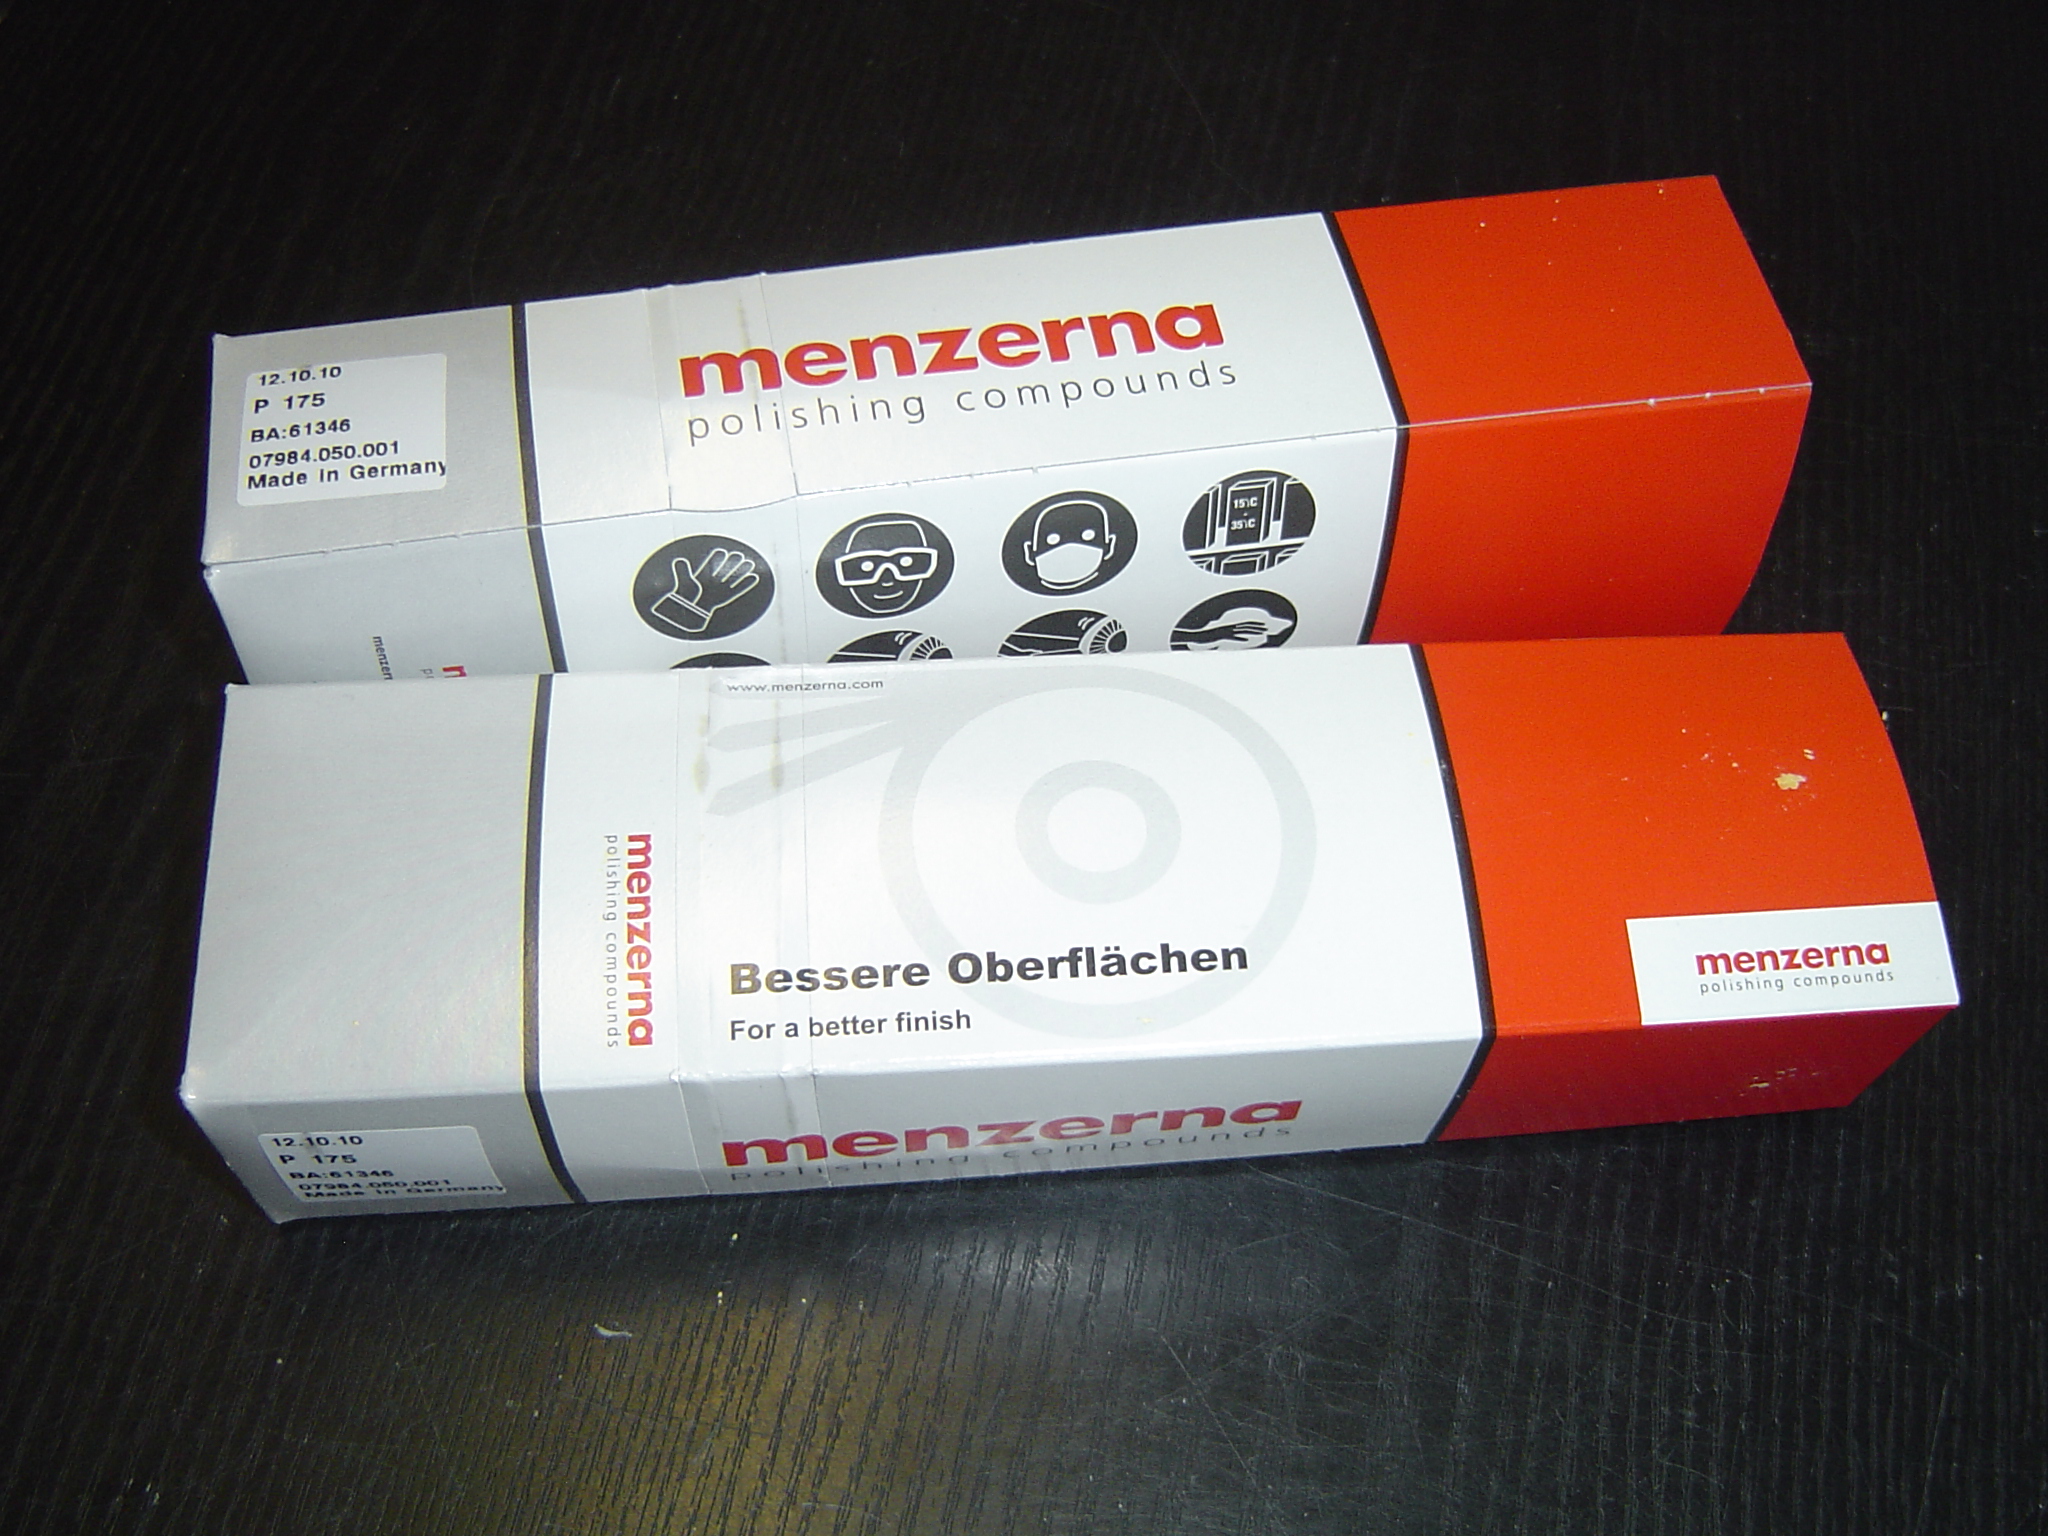 12.10.10
P 175
BA:61346
07984.050.001
Made in Germany
menzerna
polishing compounds
15°C
35°C
www.menzerna.com
menzerna
polishing compounds
Bessere Oberflächen
For a better finish
menzerna
polishing compounds
12.10.10
P 175
BA:61346
07984.050.001
Made in Germany
menzerna
polishing compounds